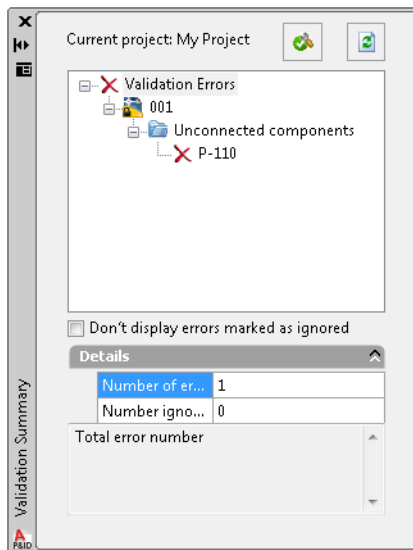 Current project: My Project
Validation Errors
001
Unconnected components
P-110
Don't display errors marked as ignored
Details
Number of er... 1
Number igno... 0
Total error number
Validation Summary
P&ID